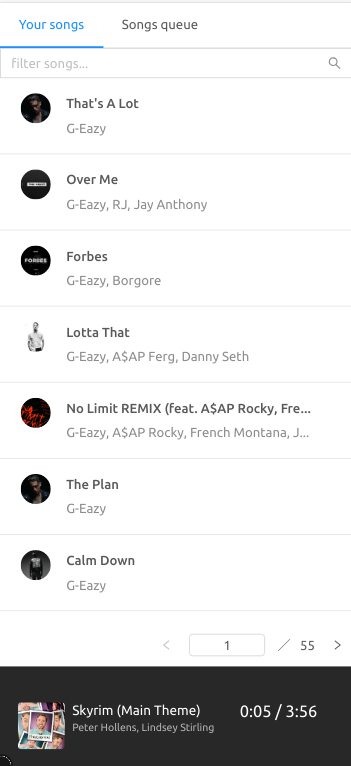 Your songs Songs queue
filter songs...
That's A Lot
G-Eazy
Over Me
G-Eazy, RJ, Jay Anthony
FORBES
Forbes
G-Eazy, Borgore
Lotta That
G-Eazy, A$AP Ferg, Danny Seth
No Limit REMIX (feat. A$AP Rocky, Fre...
G-Eazy, A$AP Rocky, French Montana, J...
The Plan
G-Eazy
Calm Down
G-Eazy
< 1 / 55 >
Skyrim (Main Theme) 0:05 / 3:56
Peter Hollens, Lindsey Stirling